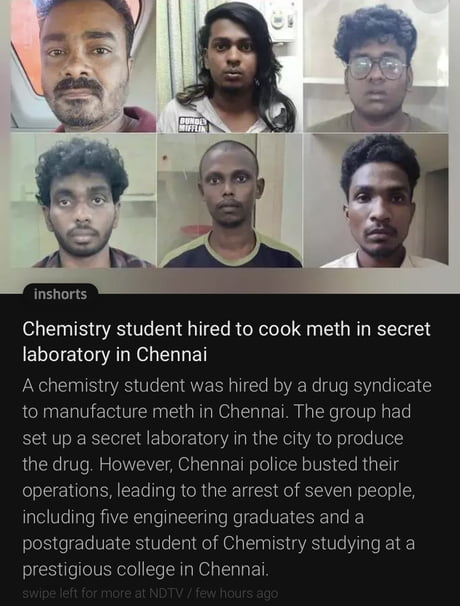 DUNDER
MIFFLIN
inshorts
Chemistry student hired to cook meth in secret
laboratory in Chennai
A chemistry student was hired by a drug syndicate
to manufacture meth in Chennai. The group had
set up a secret laboratory in the city to produce
the drug. However, Chennai police busted their
operations, leading to the arrest of seven people,
including five engineering graduates and a
postgraduate student of Chemistry studying at a
prestigious college in Chennai.
swipe left for more at NDTV / few hours ago